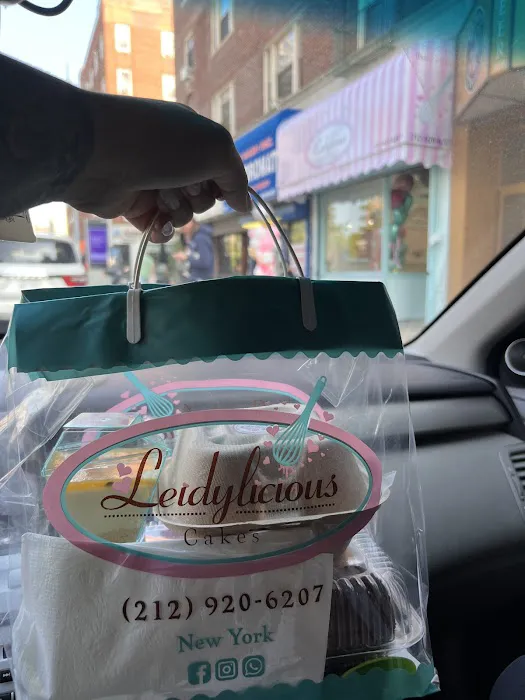 Leidylicious
Cakes
(212) 920-6207
New York